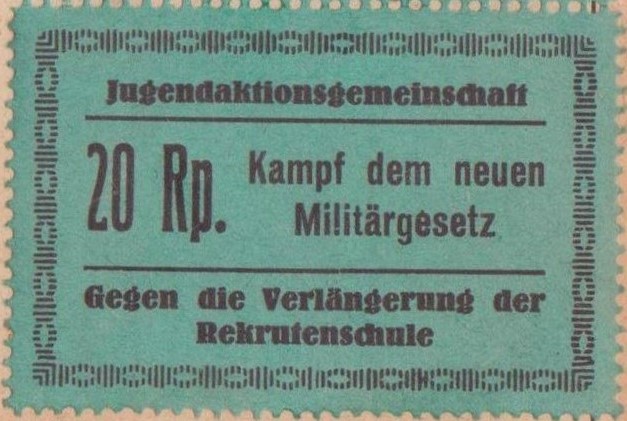 Jugendaktionsgemeinschaft
20 Rp. Kampf dem neuen
Militärgesetz
Gegen die Verlängerung der
Rekrutenschule